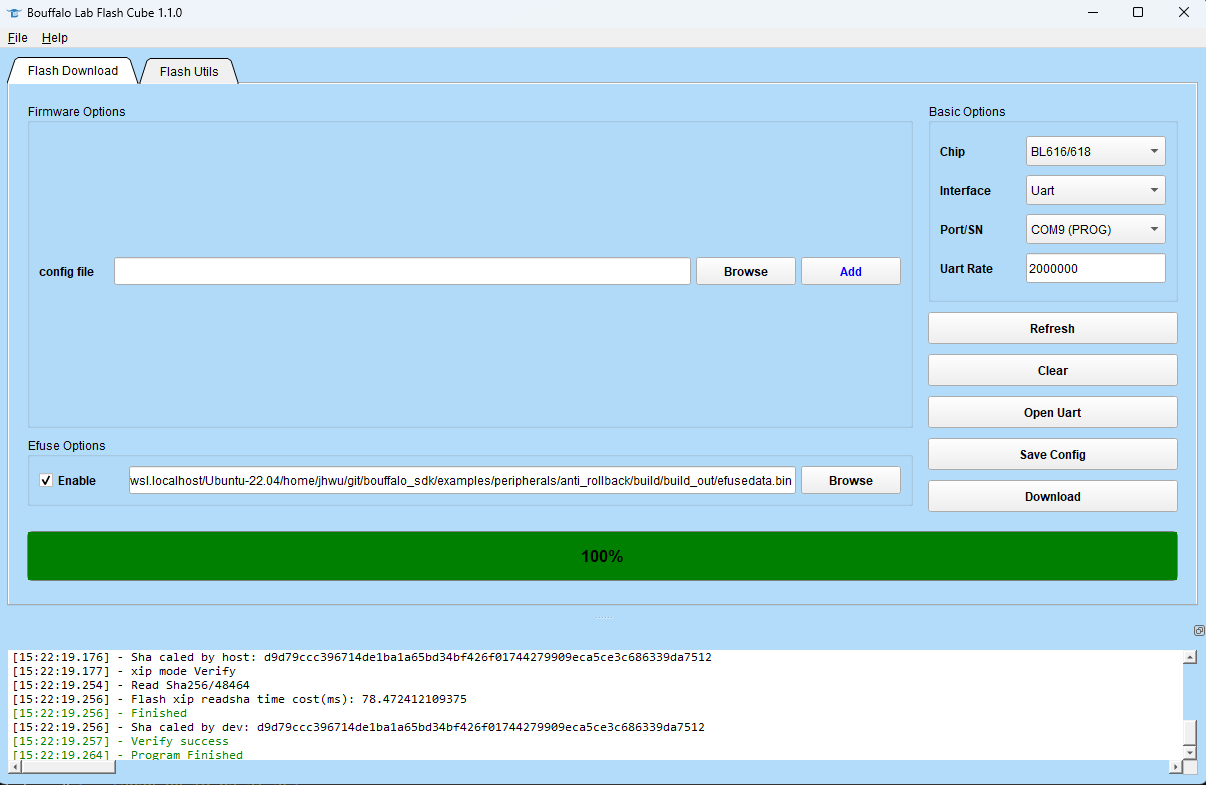 Bouffalo Lab Flash Cube 1.1.0
File Help
Flash Download Flash Utils
Firmware Options
config file Browse Add
Efuse Options
Enable wsl.localhost/Ubuntu-22.04/home/jhwu/git/bouffalo_sdk/examples/peripherals/anti_rollback/build/build_out/efusedata.bin Browse
Basic Options
Chip BL616/618
Interface Uart
Port/SN COM9 (PROG)
Uart Rate 2000000
Refresh
Clear
Open Uart
Save Config
Download
100%
[15:22:19.176] - Sha caled by host: d9d79ccc396714de1ba1a65bd34bf426f01744279909eca5ce3c686339da7512
[15:22:19.177] - xip mode Verify
[15:22:19.254] - Read Sha256/48464
[15:22:19.256] - Flash xip readsha time cost(ms): 78.472412109375
[15:22:19.256] - Finished
[15:22:19.256] - Sha caled by dev: d9d79ccc396714de1ba1a65bd34bf426f01744279909eca5ce3c686339da7512
[15:22:19.257] - Verify success
[15:22:19.264] - Program Finished